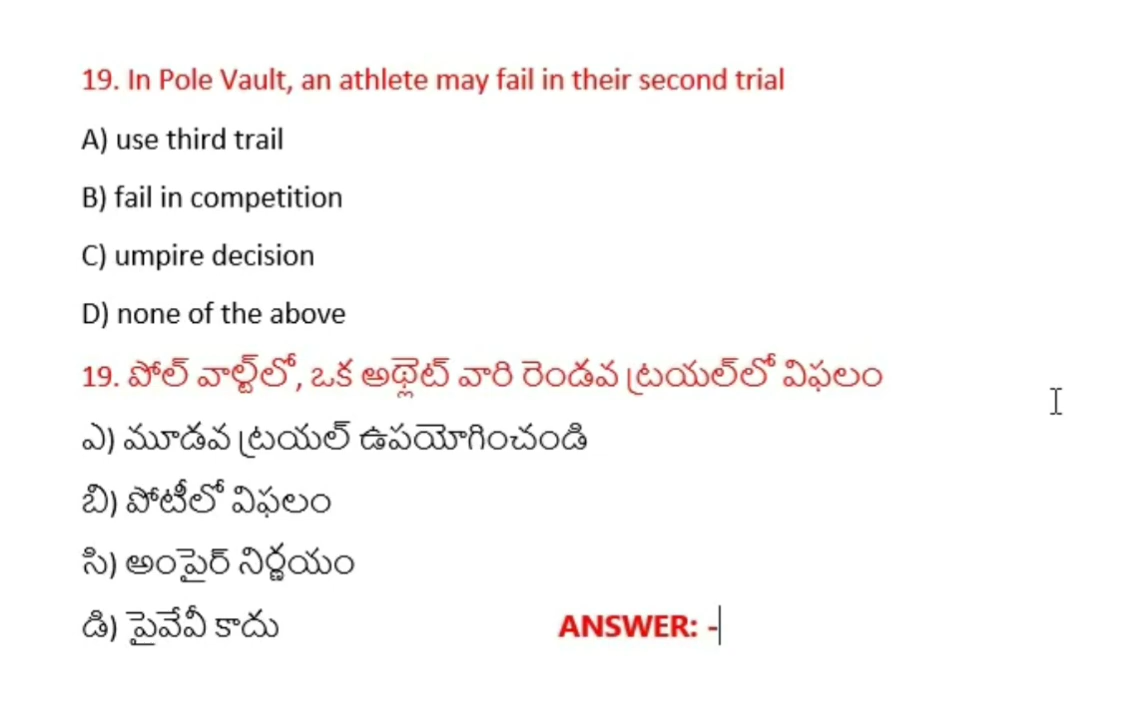 19. In Pole Vault, an athlete may fail in their second trial
A) use third trail
B) fail in competition
C) umpire decision
D) none of the above
19. పోల్ వాల్ట్‌లో, ఒక అథ్లెట్ వారి రెండవ ట్రయల్‌లో విఫలం
ఎ) మూడవ ట్రయల్ ఉపయోగించండి
బి) పోటీలో విఫలం
సి) అంపైర్ నిర్ణయం
డి) పైవేవీ కాదు ANSWER: -